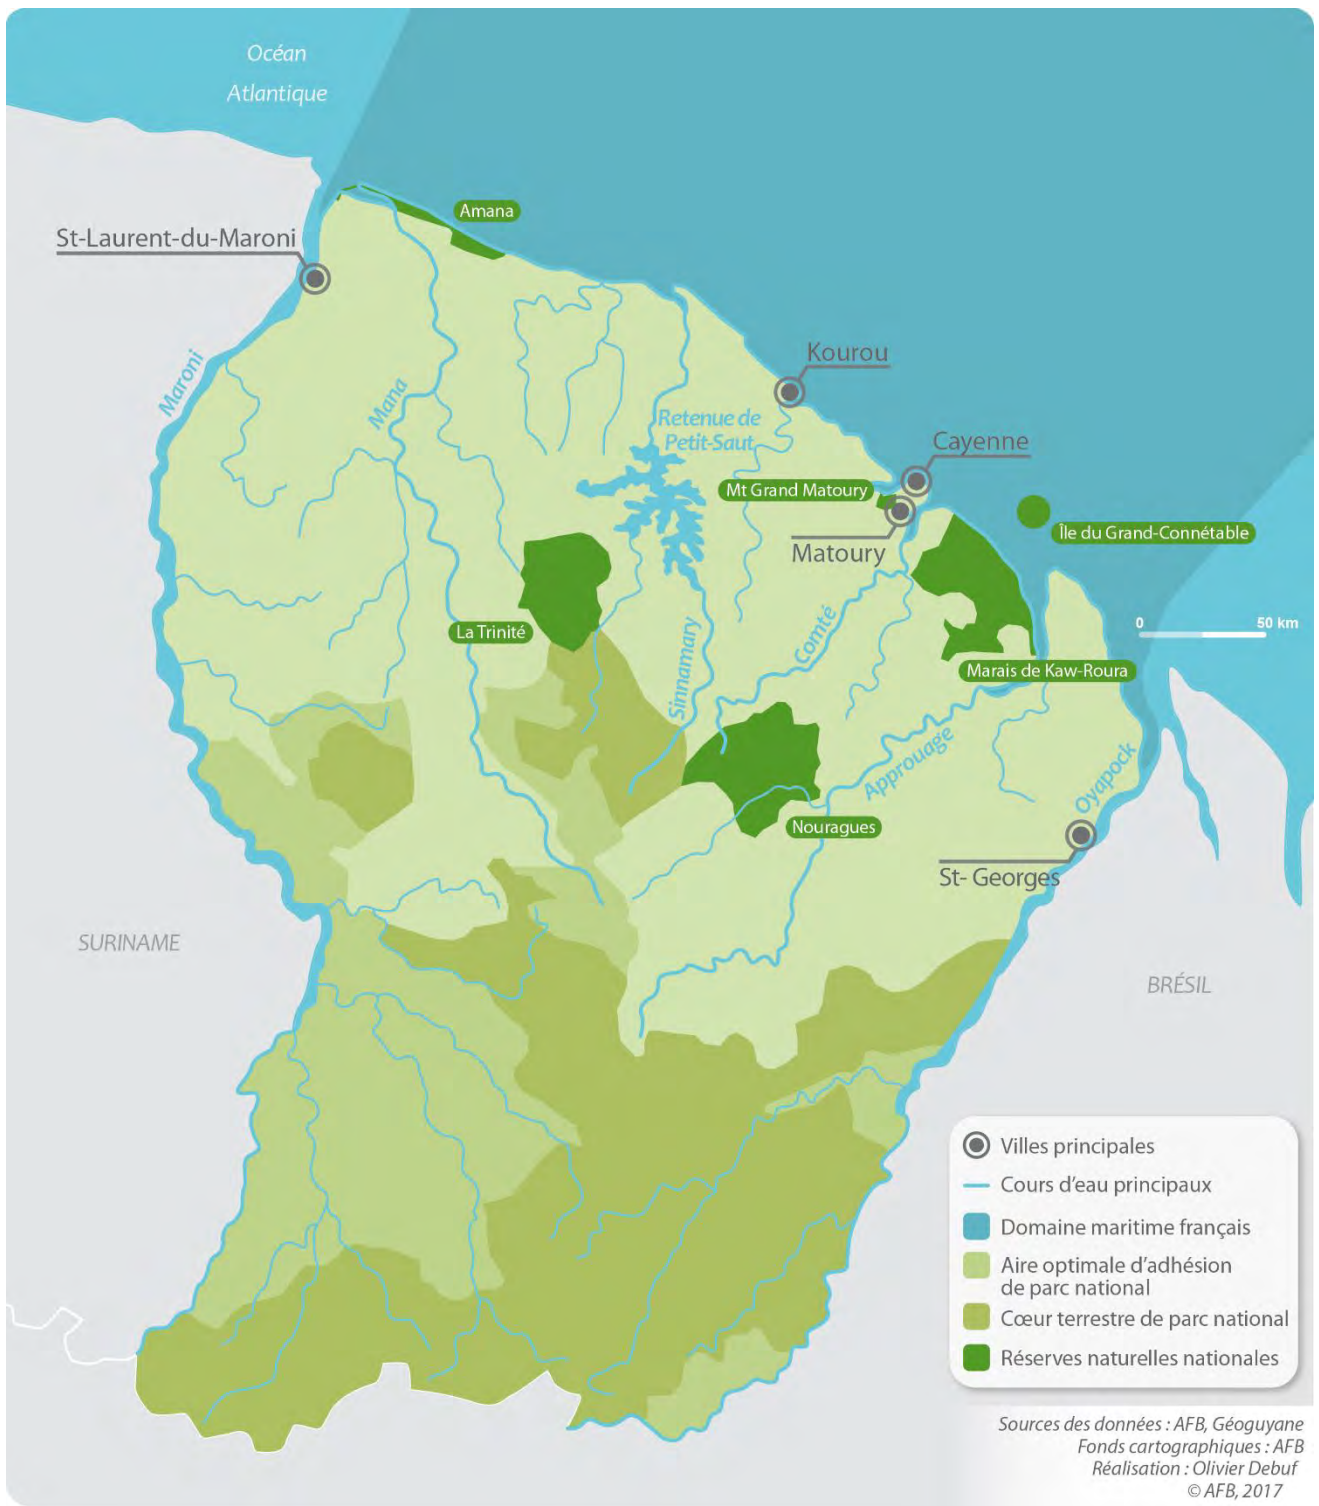 Océan
Atlantique
Amana
St-Laurent-du-Maroni
Maroni
Mana
Kourou
Retenue de
Petit-Saut
Cayenne
Mt Grand Matoury
Île du Grand-Connétable
Matoury
La Trinité
Comté
0 50 km
Sinnamary
Marais de Kaw-Roura
Approuage
Oyapock
Nouragues
St- Georges
SURINAME
BRÉSIL
Villes principales
Cours d'eau principaux
Domaine maritime français
Aire optimale d'adhésion
de parc national
Cœur terrestre de parc national
Réserves naturelles nationales
Sources des données : AFB, Géoguyane
Fonds cartographiques : AFB
Réalisation : Olivier Debuf
© AFB, 2017